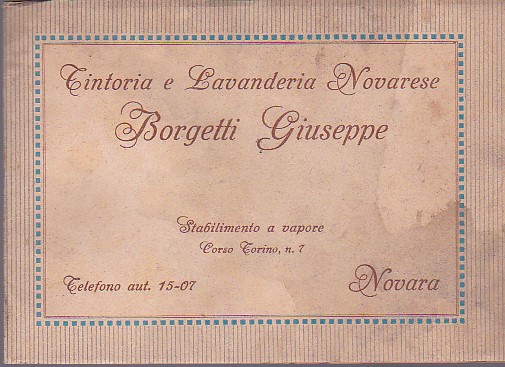 Tintoria e Lavanderia Novarese
Borgetti Giuseppe
Stabilimento a vapore
Corso Torino, n. 7
Telefono aut. 15-07
Novara